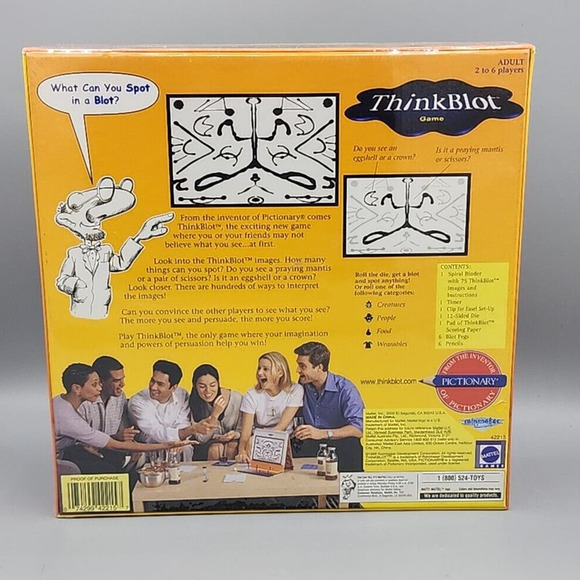 ADULT
2 to 6 players
What Can You Spot
in a Blot?
ThinkBlot™
Game
Do you see an
eggshell or a crown?
Is it a praying mantis
or scissors?
From the inventor of Pictionary® comes
ThinkBlot™, the exciting new game
where you or your friends may not
believe what you see...at first.
Look into the ThinkBlot™ images. How many
things can you spot? Do you see a praying mantis
or a pair of scissors? Is it an eggshell or a crown?
Look closer. There are hundreds of ways to interpret
the images!
Can you convince the other players to see what you see?
The more you see and persuade, the more you score!
Play ThinkBlot™, the only game where your imagination
and powers of persuasion help you win!
Roll the die, get a blot
and spot anything!
Or roll one of the
following categories:
Creatures
People
Food
Wearables
CONTENTS:
1 Spiral Binder
with 75 ThinkBlot™
Images and
Instructions
1 Timer
1 Clip for Easel Set-Up
1 12-Sided Die
1 Pad of ThinkBlot™
Scoring Paper
6 Blot Pegs
6 Pencils
www.thinkblot.com
FROM THE INVENTOR
PICTIONARY®
OF PICTIONARY
42215
MATTEL
GAMES
PROOF OF PURCHASE
1 (800) 524-TOYS
We are dedicated to quality products.